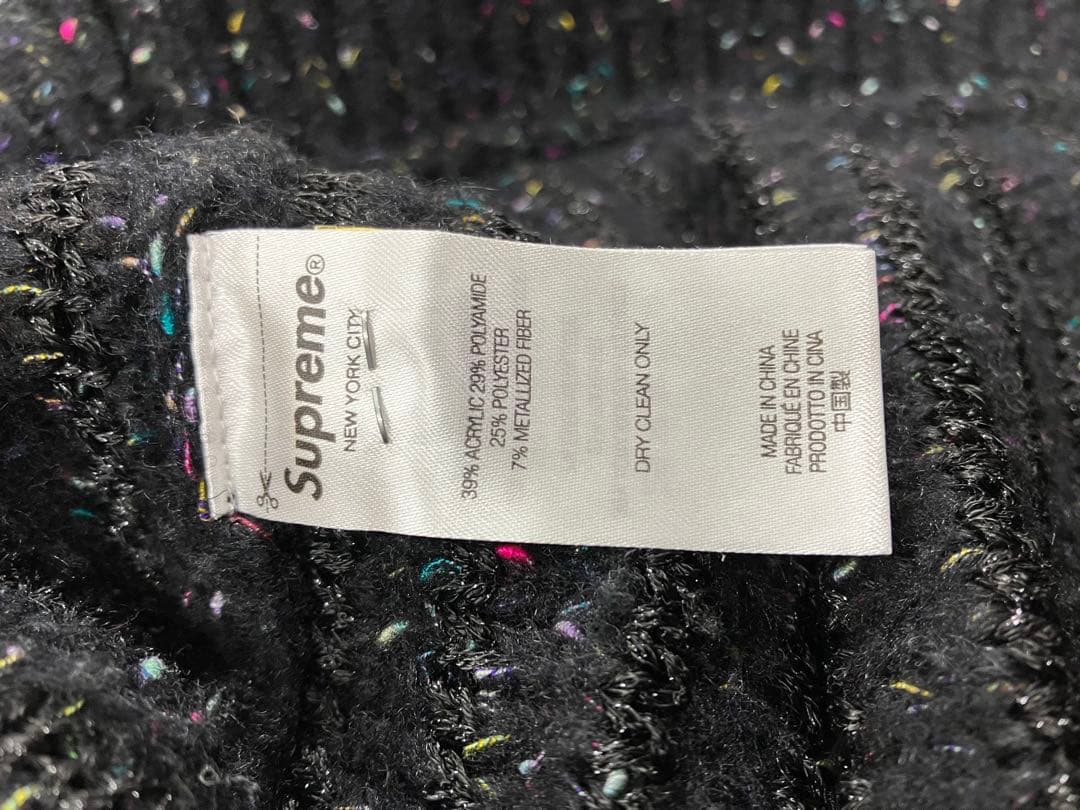 Supreme®
NEW YORK CITY
39% ACRYLIC 29% POLYAMIDE
25% POLYESTER
7% METALLIZED FIBER
DRY CLEAN ONLY
MADE IN CHINA
FABRIQUÉ EN CHINE
PRODOTTO IN CINA
中国製